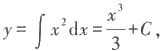 y = ∫ x² dx = x³/3 + C,